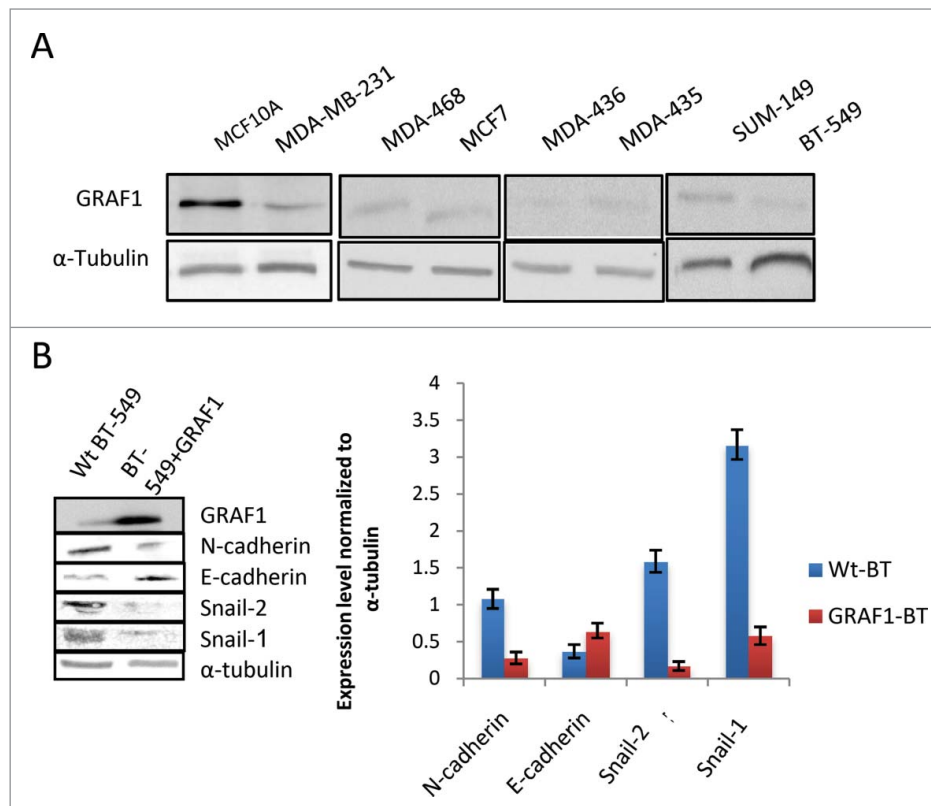 A
MCF10A
MDA-MB-231
MDA-468
MCF7
MDA-436
MDA-435
SUM-149
BT-549
GRAF1
α-Tubulin
B
Wt BT-549
BT-
549+GRAF1
GRAF1
N-cadherin
E-cadherin
Snail-2
Snail-1
α-tubulin
Expression level normalized to
α-tubulin
4
3.5
3
2.5
2
1.5
1
0.5
0
N-cadherin
E-cadherin
Snail-2
Snail-1
Wt-BT
GRAF1-BT